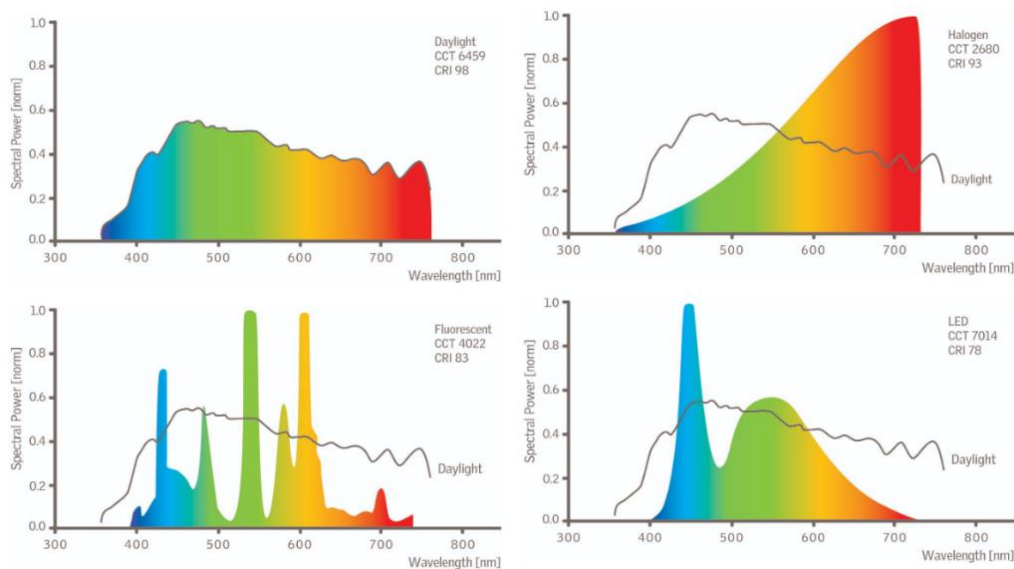 1.0
0.8
0.6
0.4
0.2
0.0
Spectral Power [norm]
Daylight
CCT 6459
CRI 98
300
400
500
600
700
800
Wavelength [nm]
1.0
0.8
0.6
0.4
0.2
0.0
Spectral Power [norm]
Halogen
CCT 2680
CRI 93
Daylight
300
400
500
600
700
800
Wavelength [nm]
1.0
0.8
0.6
0.4
0.2
0.0
Spectral Power [norm]
Fluorescent
CCT 4022
CRI 83
Daylight
300
400
500
600
700
800
Wavelength [nm]
1.0
0.8
0.6
0.4
0.2
0.0
Spectral Power [norm]
LED
CCT 7014
CRI 78
Daylight
300
400
500
600
700
800
Wavelength [nm]